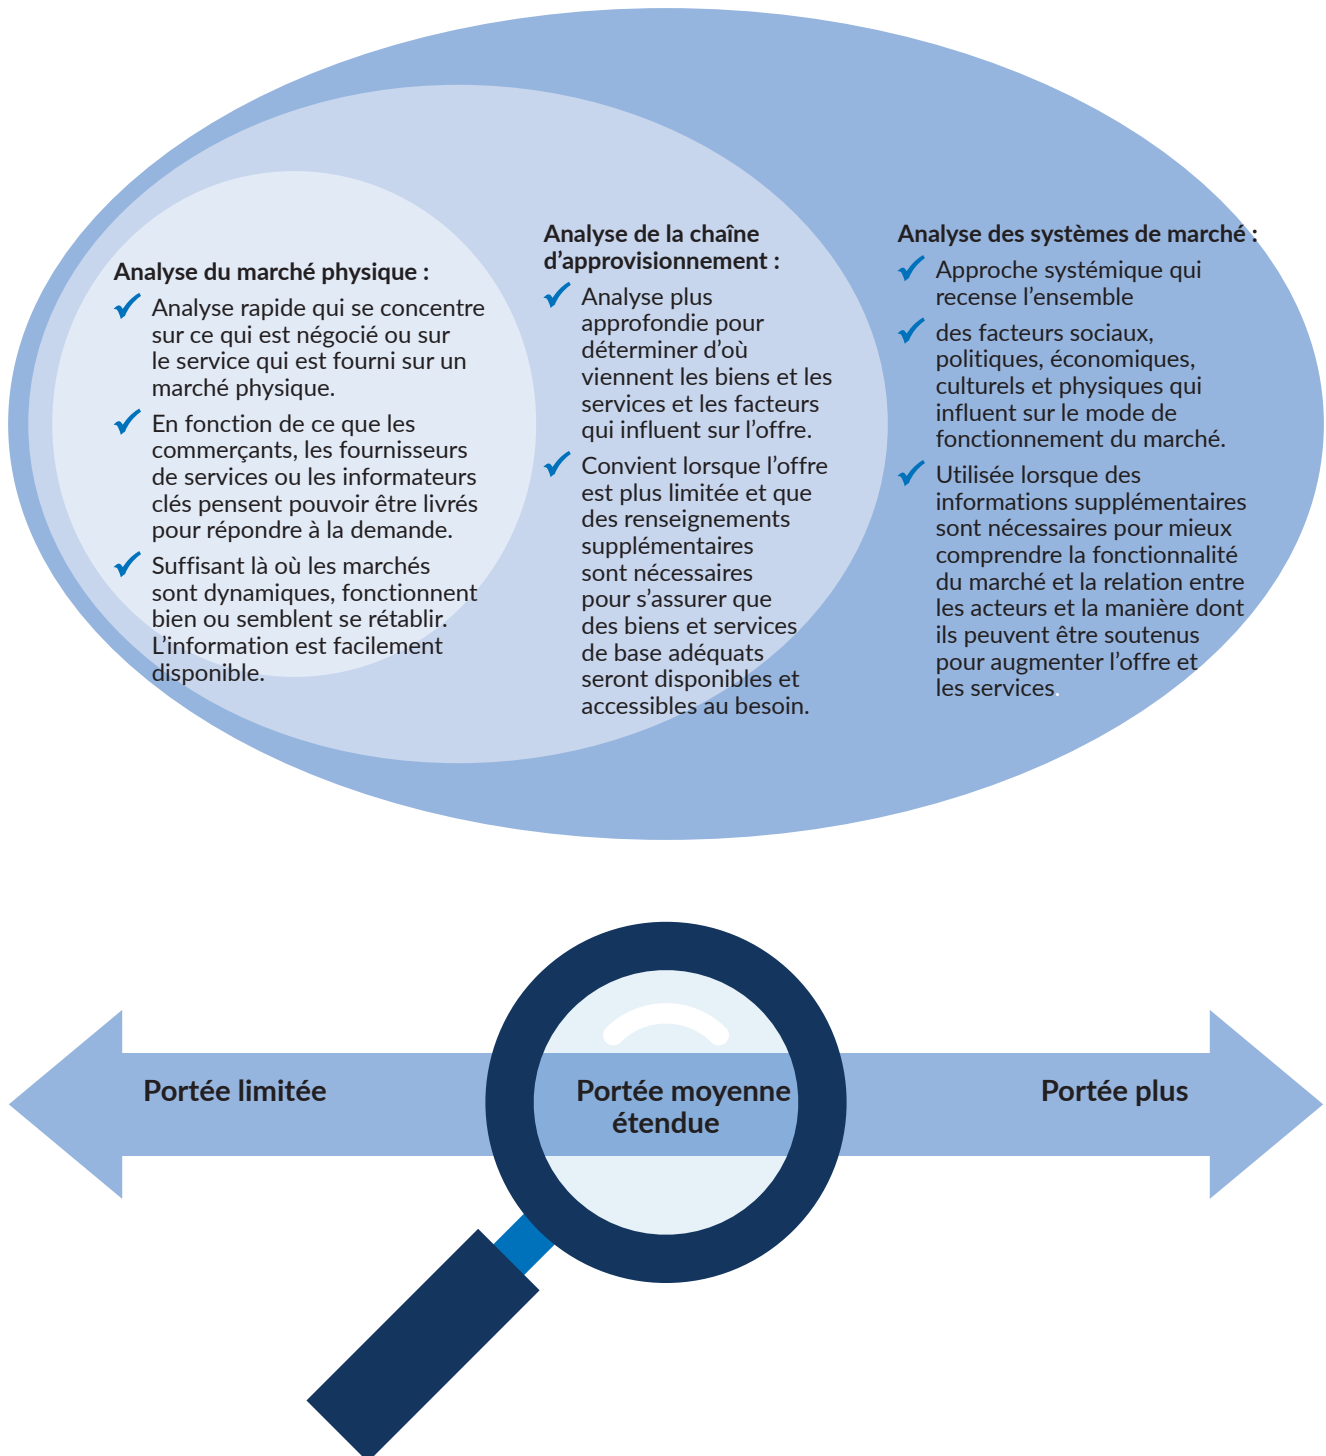 Analyse du marché physique :
Analyse rapide qui se concentre
sur ce qui est négocié ou sur
le service qui est fourni sur un
marché physique.
En fonction de ce que les
commerçants, les fournisseurs
de services ou les informateurs
clés pensent pouvoir être livrés
pour répondre à la demande.
Suffisant là où les marchés
sont dynamiques, fonctionnent
bien ou semblent se rétablir.
L’information est facilement
disponible.
Analyse de la chaîne
d’approvisionnement :
Analyse plus
approfondie pour
déterminer d’où
viennent les biens et les
services et les facteurs
qui influent sur l’offre.
Convient lorsque l’offre
est plus limitée et que
des renseignements
supplémentaires
sont nécessaires
pour s’assurer que
des biens et services
de base adéquats
seront disponibles et
accessibles au besoin.
Analyse des systèmes de marché :
Approche systémique qui
recense l’ensemble
des facteurs sociaux,
politiques, économiques,
culturels et physiques qui
influent sur le mode de
fonctionnement du marché.
Utilisée lorsque des
informations supplémentaires
sont nécessaires pour mieux
comprendre la fonctionnalité
du marché et la relation entre
les acteurs et la manière dont
ils peuvent être soutenus
pour augmenter l’offre et
les services.
Portée limitée
Portée moyenne
étendue
Portée plus